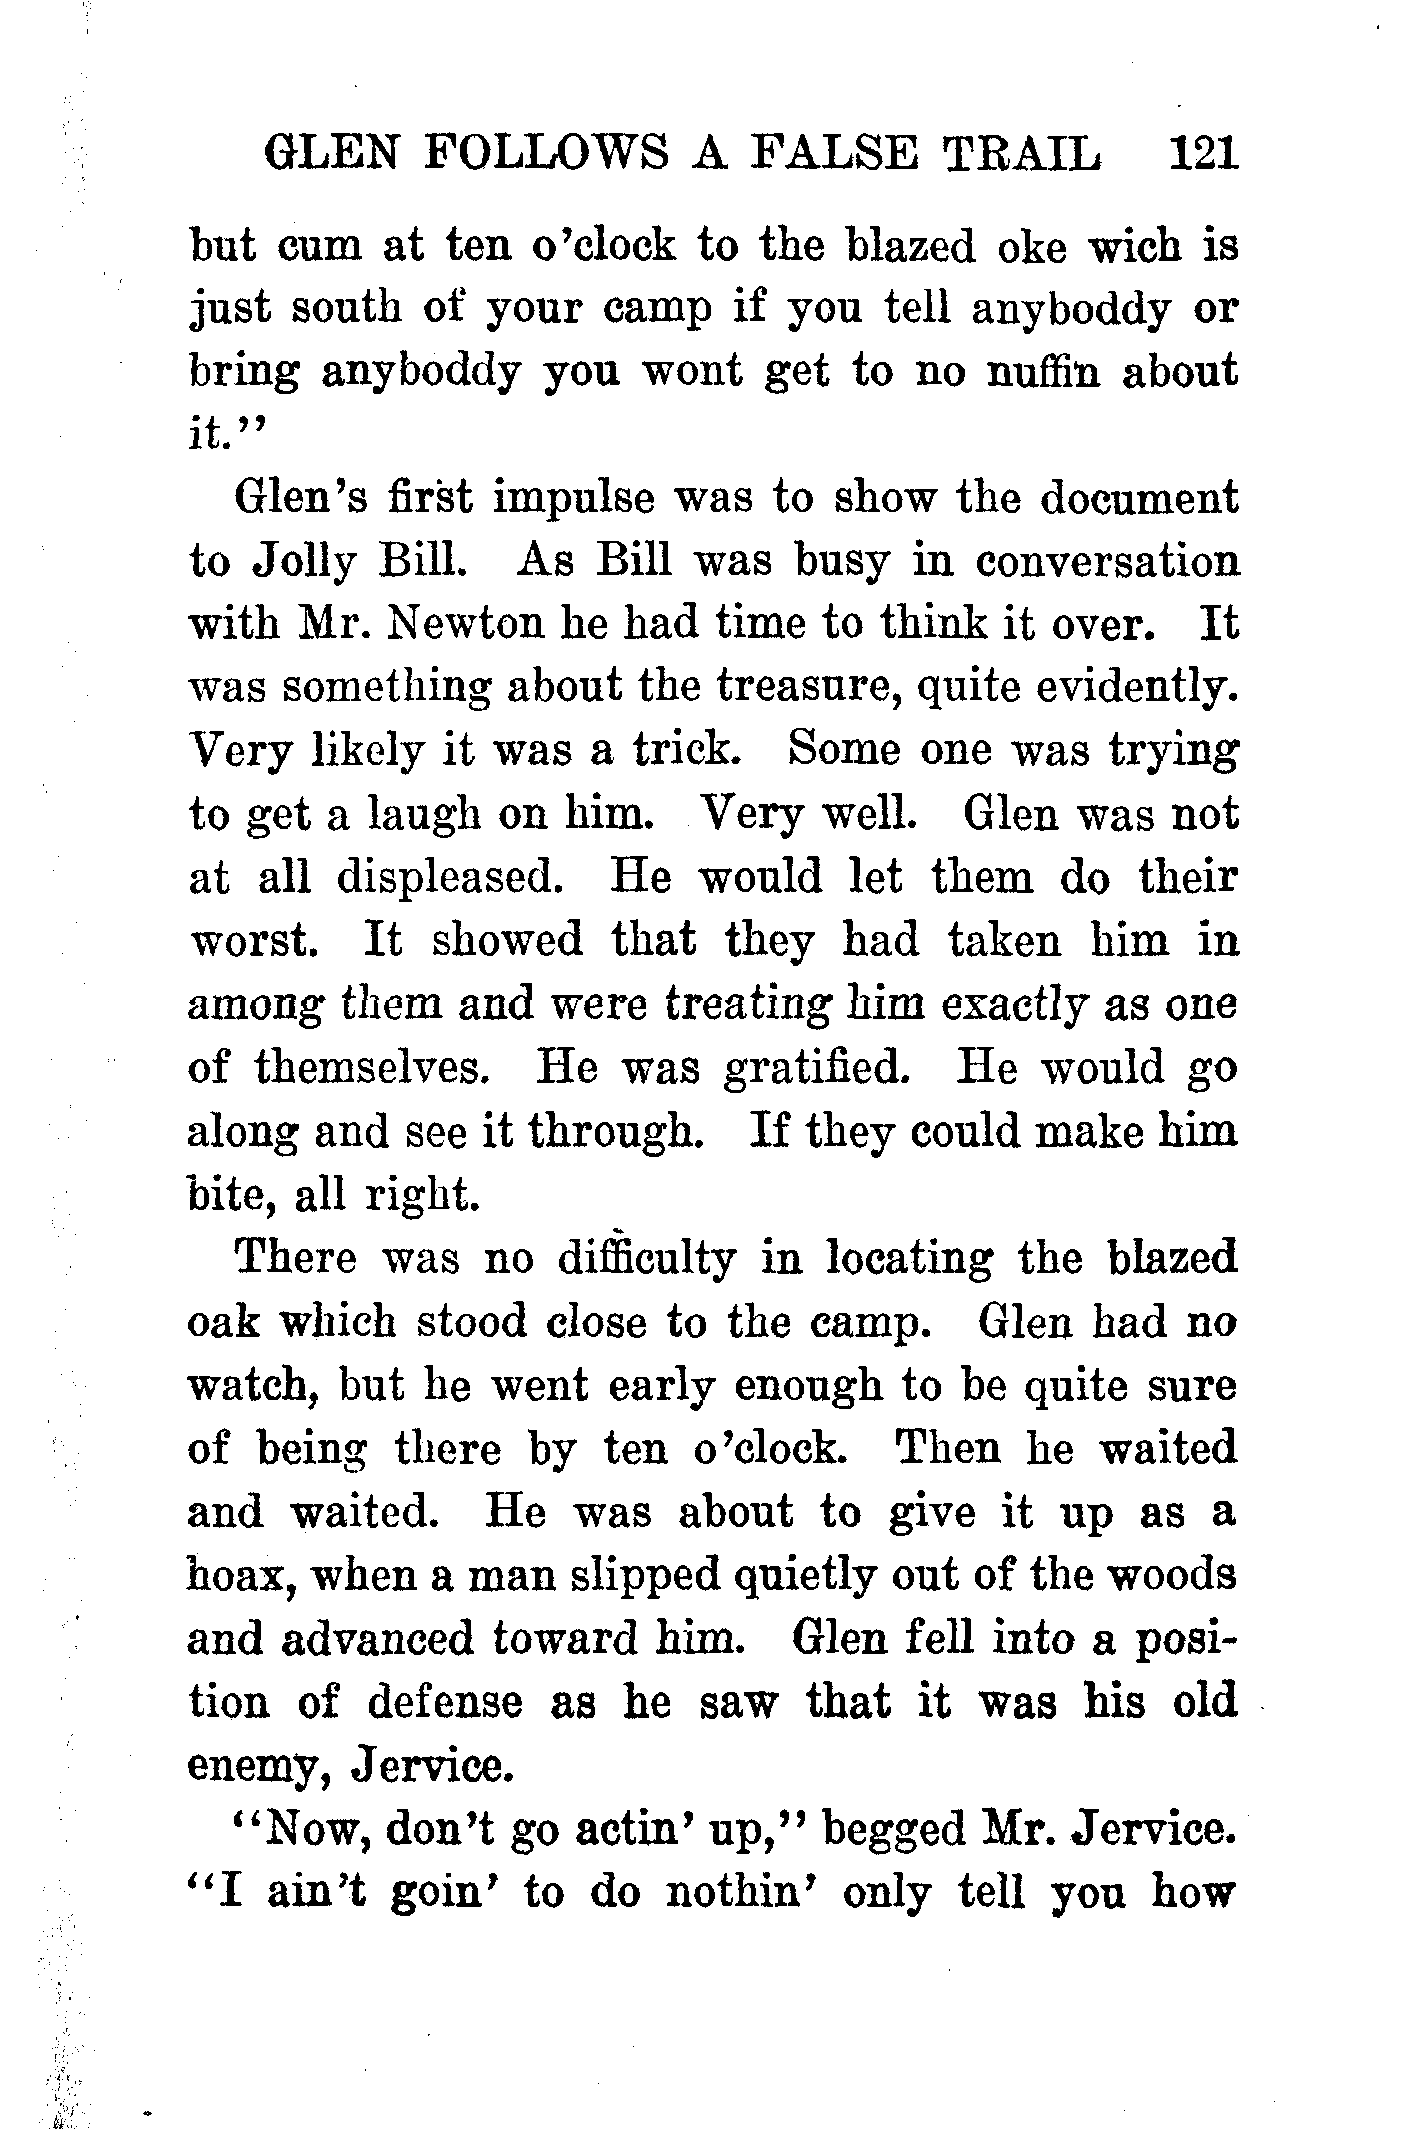 GLEN FOLLOWS A FALSE TRAIL 121
but cum at ten o'clock to the blazed oke wich is
just south of your camp if you tell anyboddy or
bring anyboddy you wont get to no nuffin about
it."
Glen's first impulse was to show the document
to Jolly Bill. As Bill was busy in conversation
with Mr. Newton he had time to think it over. It
was something about the treasure, quite evidently.
Very likely it was a trick. Some one was trying
to get a laugh on him. Very well. Glen was not
at all displeased. He would let them do their
worst. It showed that they had taken him in
among them and were treating him exactly as one
of themselves. He was gratified. He would go
along and see it through. If they could make him
bite, all right.
There was no difficulty in locating the blazed
oak which stood close to the camp. Glen had no
watch, but he went early enough to be quite sure
of being there by ten o'clock. Then he waited
and waited. He was about to give it up as a
hoax, when a man slipped quietly out of the woods
and advanced toward him. Glen fell into a posi-
tion of defense as he saw that it was his old
enemy, Jervice.
"Now, don't go actin' up," begged Mr. Jervice.
"I ain't goin' to do nothin' only tell you how